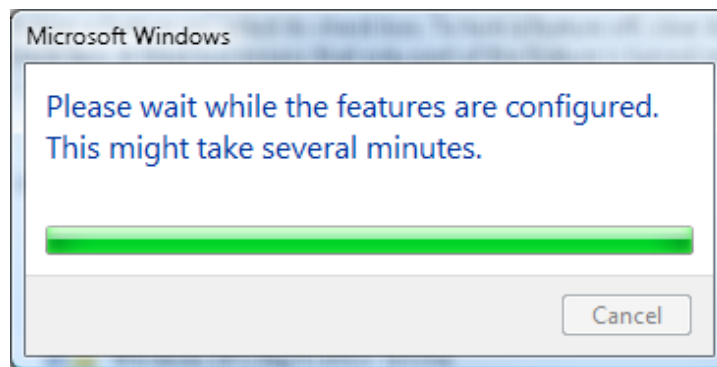 Microsoft Windows
Please wait while the features are configured.
This might take several minutes.
Cancel